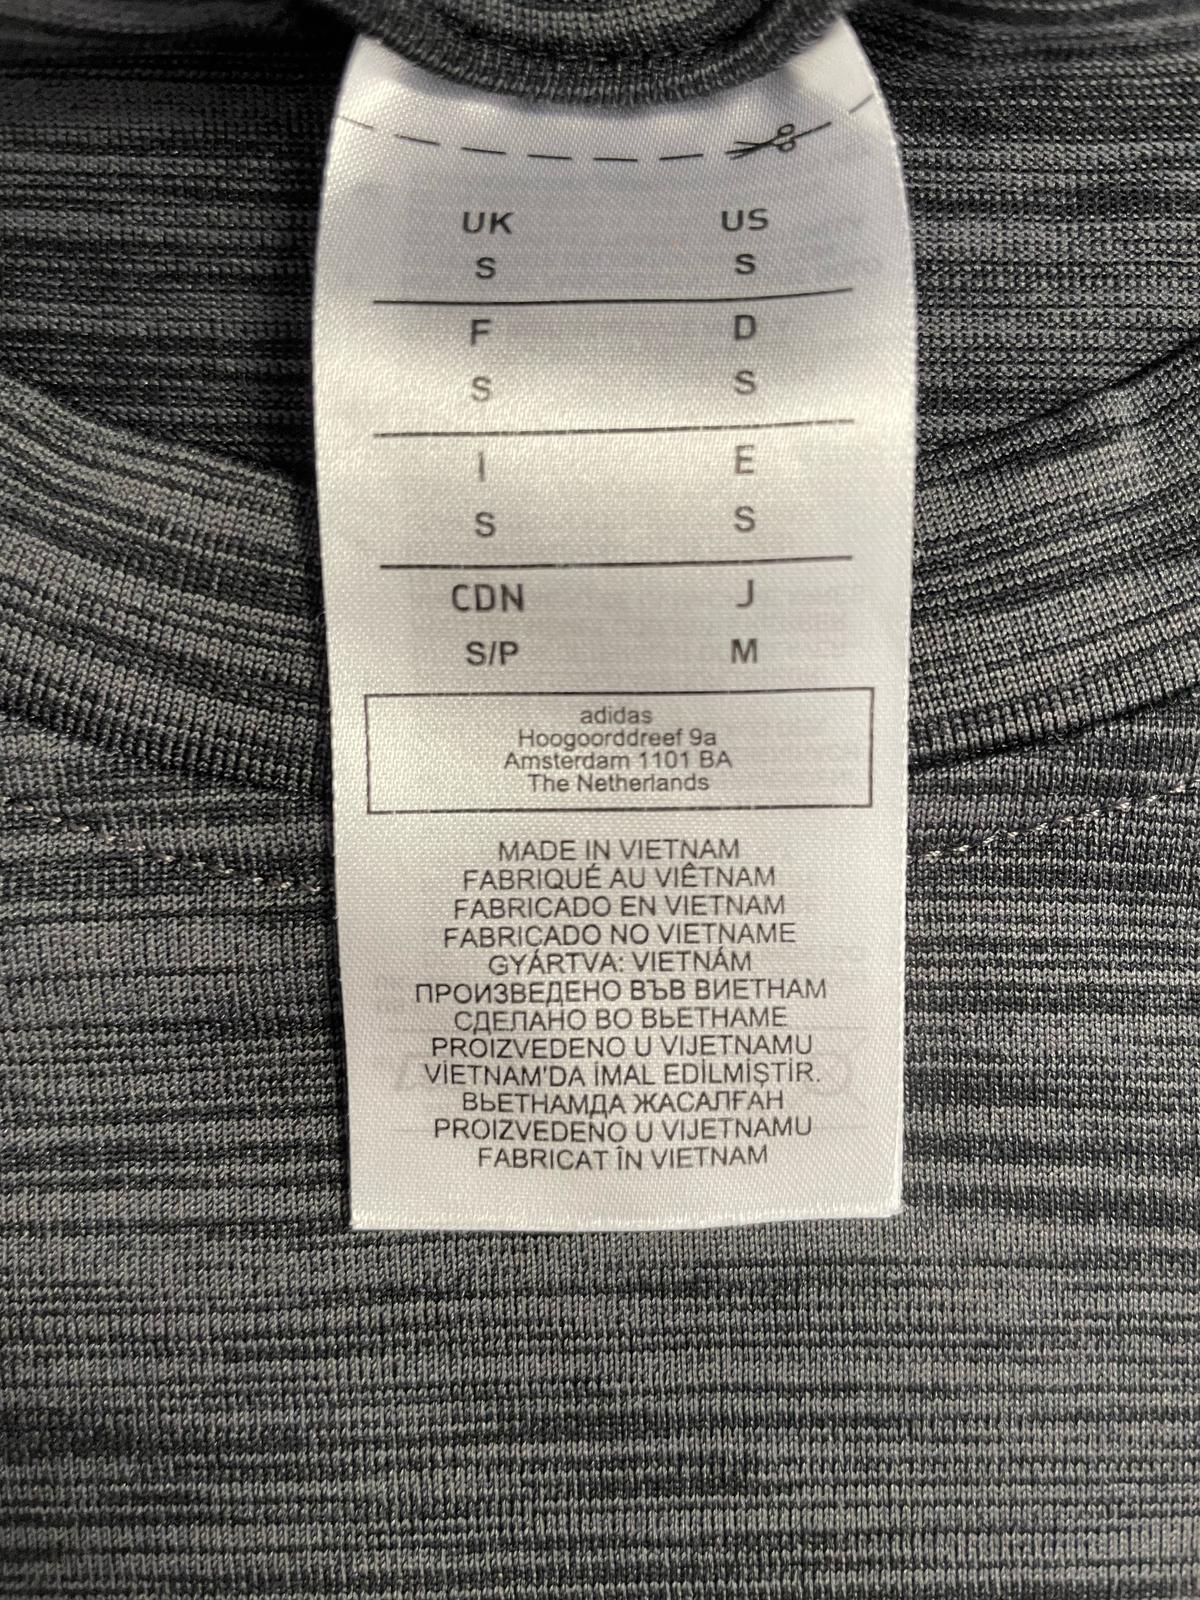 UK US
S S
F D
S S
I E
S S
CDN J
S/P M
adidas
Hoogoorddreef 9a
Amsterdam 1101 BA
The Netherlands
MADE IN VIETNAM
FABRIQUÉ AU VIÊTNAM
FABRICADO EN VIETNAM
FABRICADO NO VIETNAME
GYÁRTVA: VIETNÁM
ПРОИЗВЕДЕНО ВЪВ ВИЕТНАМ
СДЕЛАНО ВО ВЬЕТНАМЕ
PROIZVEDENO U VIJETNAMU
VİETNAM'DA İMAL EDİLMİŞTİR.
ВЬЕТНАМДА ЖАСАЛҒАН
PROIZVEDENO U VIJETNAMU
FABRICAT ÎN VIETNAM